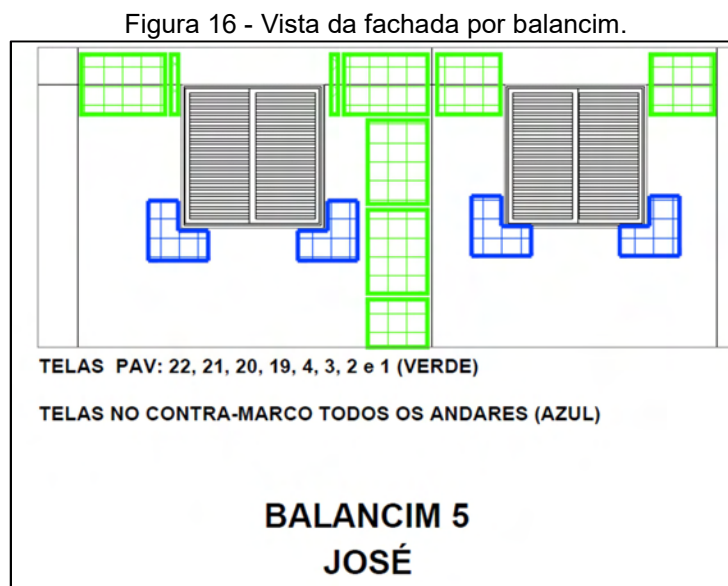 Figura 16 - Vista da fachada por balancim.
TELAS PAV: 22, 21, 20, 19, 4, 3, 2 e 1 (VERDE)
TELAS NO CONTRA-MARCO TODOS OS ANDARES (AZUL)
BALANCIM 5
JOSÉ